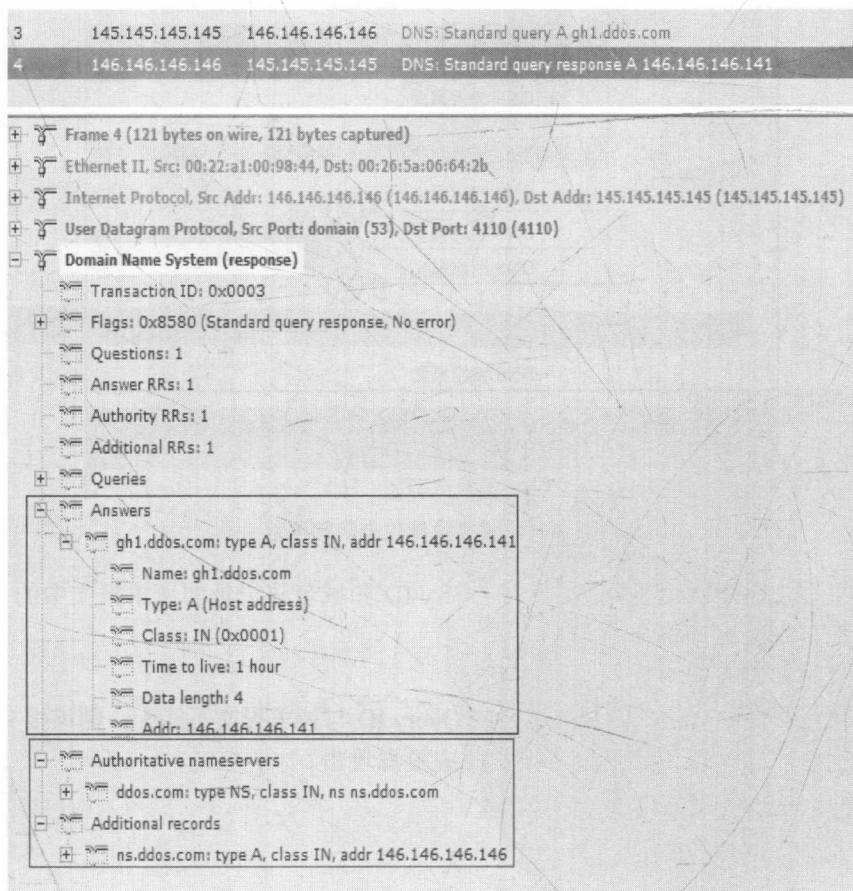 3 145.145.145.145 146.146.146.146 DNS: Standard query A gh1.ddos.com
4 146.146.146.146 145.145.145.145 DNS: Standard query response A 146.146.146.141
Frame 4 (121 bytes on wire, 121 bytes captured)
Ethernet II, Src: 00:22:a1:00:98:44, Dst: 00:26:5a:06:64:2b
Internet Protocol, Src Addr: 146.146.146.146 (146.146.146.146), Dst Addr: 145.145.145.145 (145.145.145.145)
User Datagram Protocol, Src Port: domain (53), Dst Port: 4110 (4110)
Domain Name System (response)
Transaction ID: 0x0003
Flags: 0x8580 (Standard query response, No error)
Questions: 1
Answer RRs: 1
Authority RRs: 1
Additional RRs: 1
Queries
Answers
gh1.ddos.com: type A, class IN, addr 146.146.146.141
Name: gh1.ddos.com
Type: A (Host address)
Class: IN (0x0001)
Time to live: 1 hour
Data length: 4
Addr: 146.146.146.141
Authoritative nameservers
ddos.com: type NS, class IN, ns ns.ddos.com
Additional records
ns.ddos.com: type A, class IN, addr 146.146.146.146